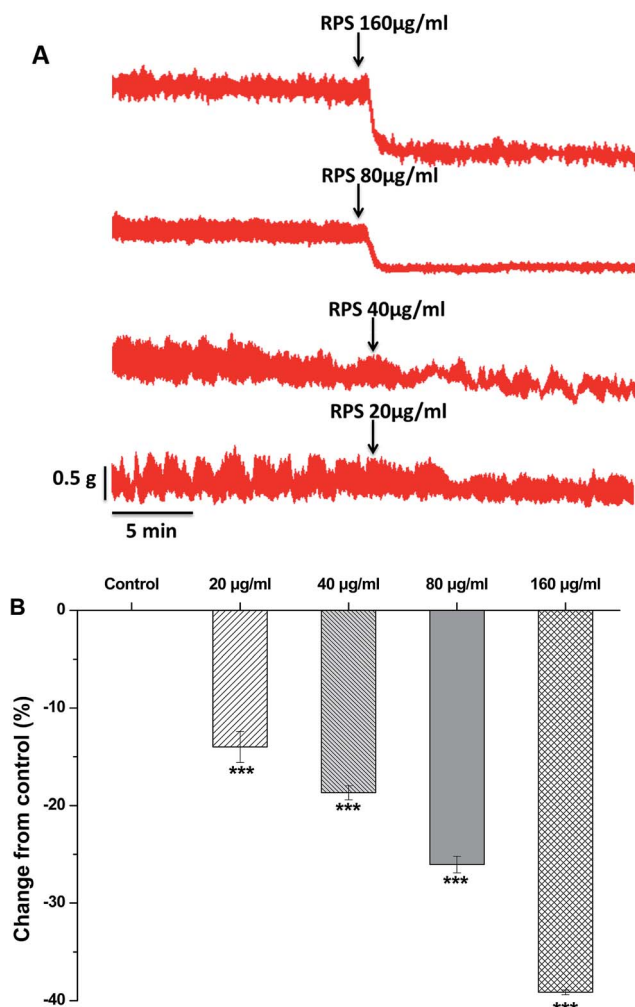 RPS 160µg/ml
A
RPS 80µg/ml
RPS 40µg/ml
RPS 20µg/ml
0.5 g
5 min
B
Control 20 µg/ml 40 µg/ml 80 µg/ml 160 µg/ml
0
-10
-20
-30
-40
Change from control (%)
***
***
***
***